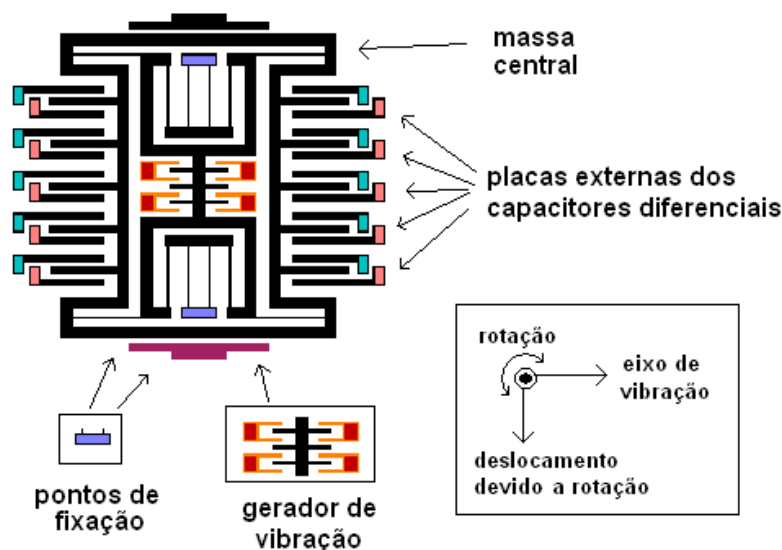 massa
central
placas externas dos
capacitores diferenciais
rotação
eixo de
vibração
deslocamento
devido a rotação
pontos de
fixação
gerador de
vibração